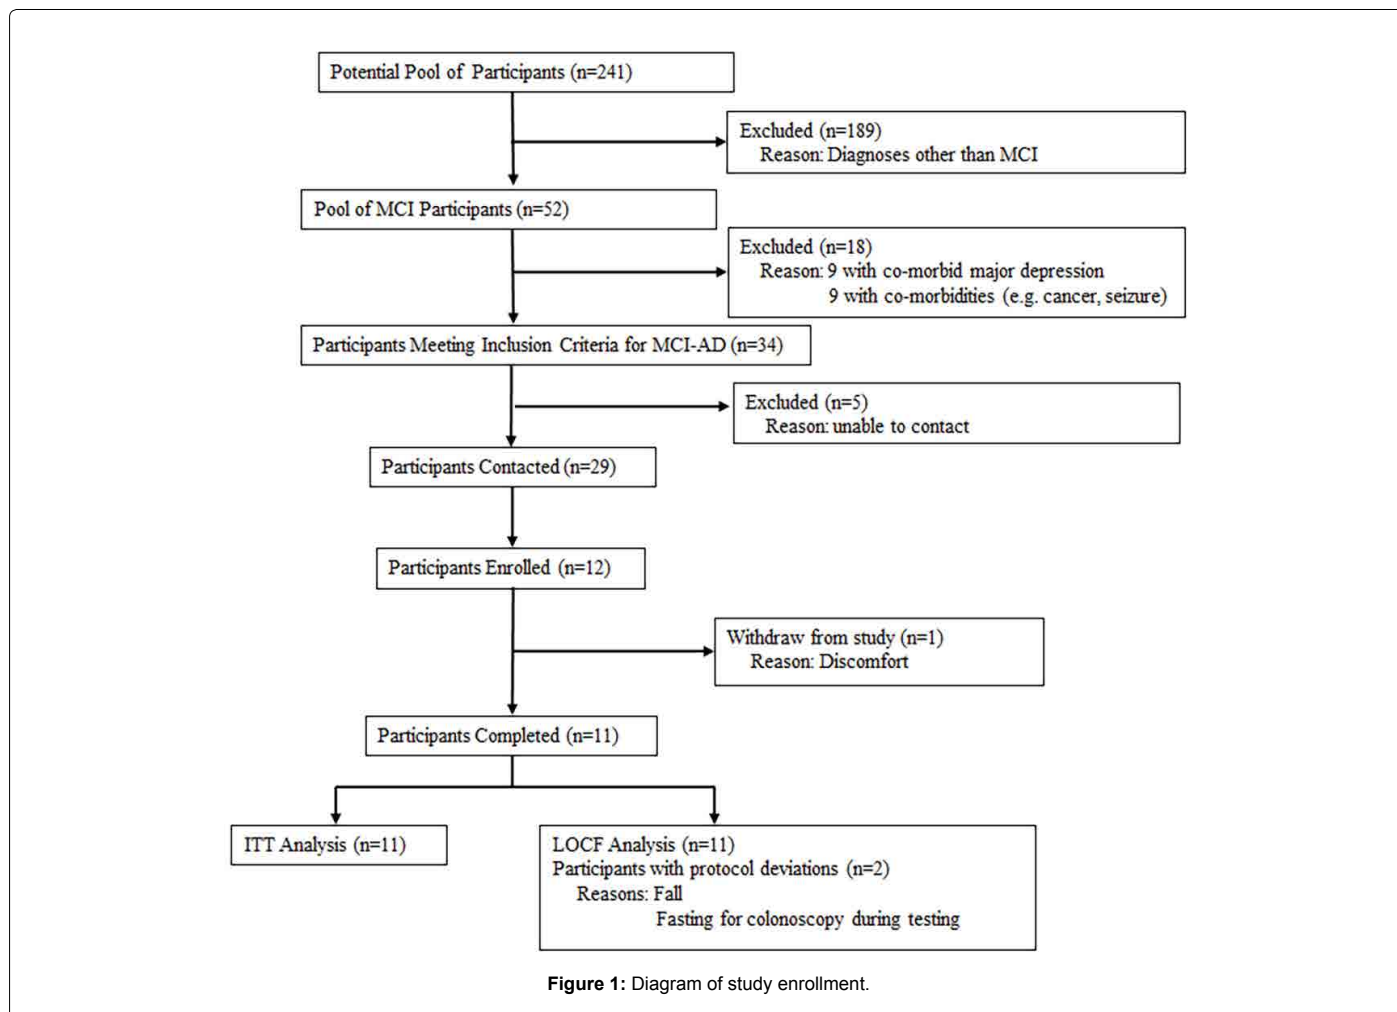 Potential Pool of Participants (n=241)
Excluded (n=189)
Reason: Diagnoses other than MCI
Pool of MCI Participants (n=52)
Excluded (n=18)
Reason: 9 with co-morbid major depression
9 with co-morbidities (e.g. cancer, seizure)
Participants Meeting Inclusion Criteria for MCI-AD (n=34)
Excluded (n=5)
Reason: unable to contact
Participants Contacted (n=29)
Participants Enrolled (n=12)
Withdraw from study (n=1)
Reason: Discomfort
Participants Completed (n=11)
ITT Analysis (n=11)
LOCF Analysis (n=11)
Participants with protocol deviations (n=2)
Reasons: Fall
Fasting for colonoscopy during testing
Figure 1: Diagram of study enrollment.